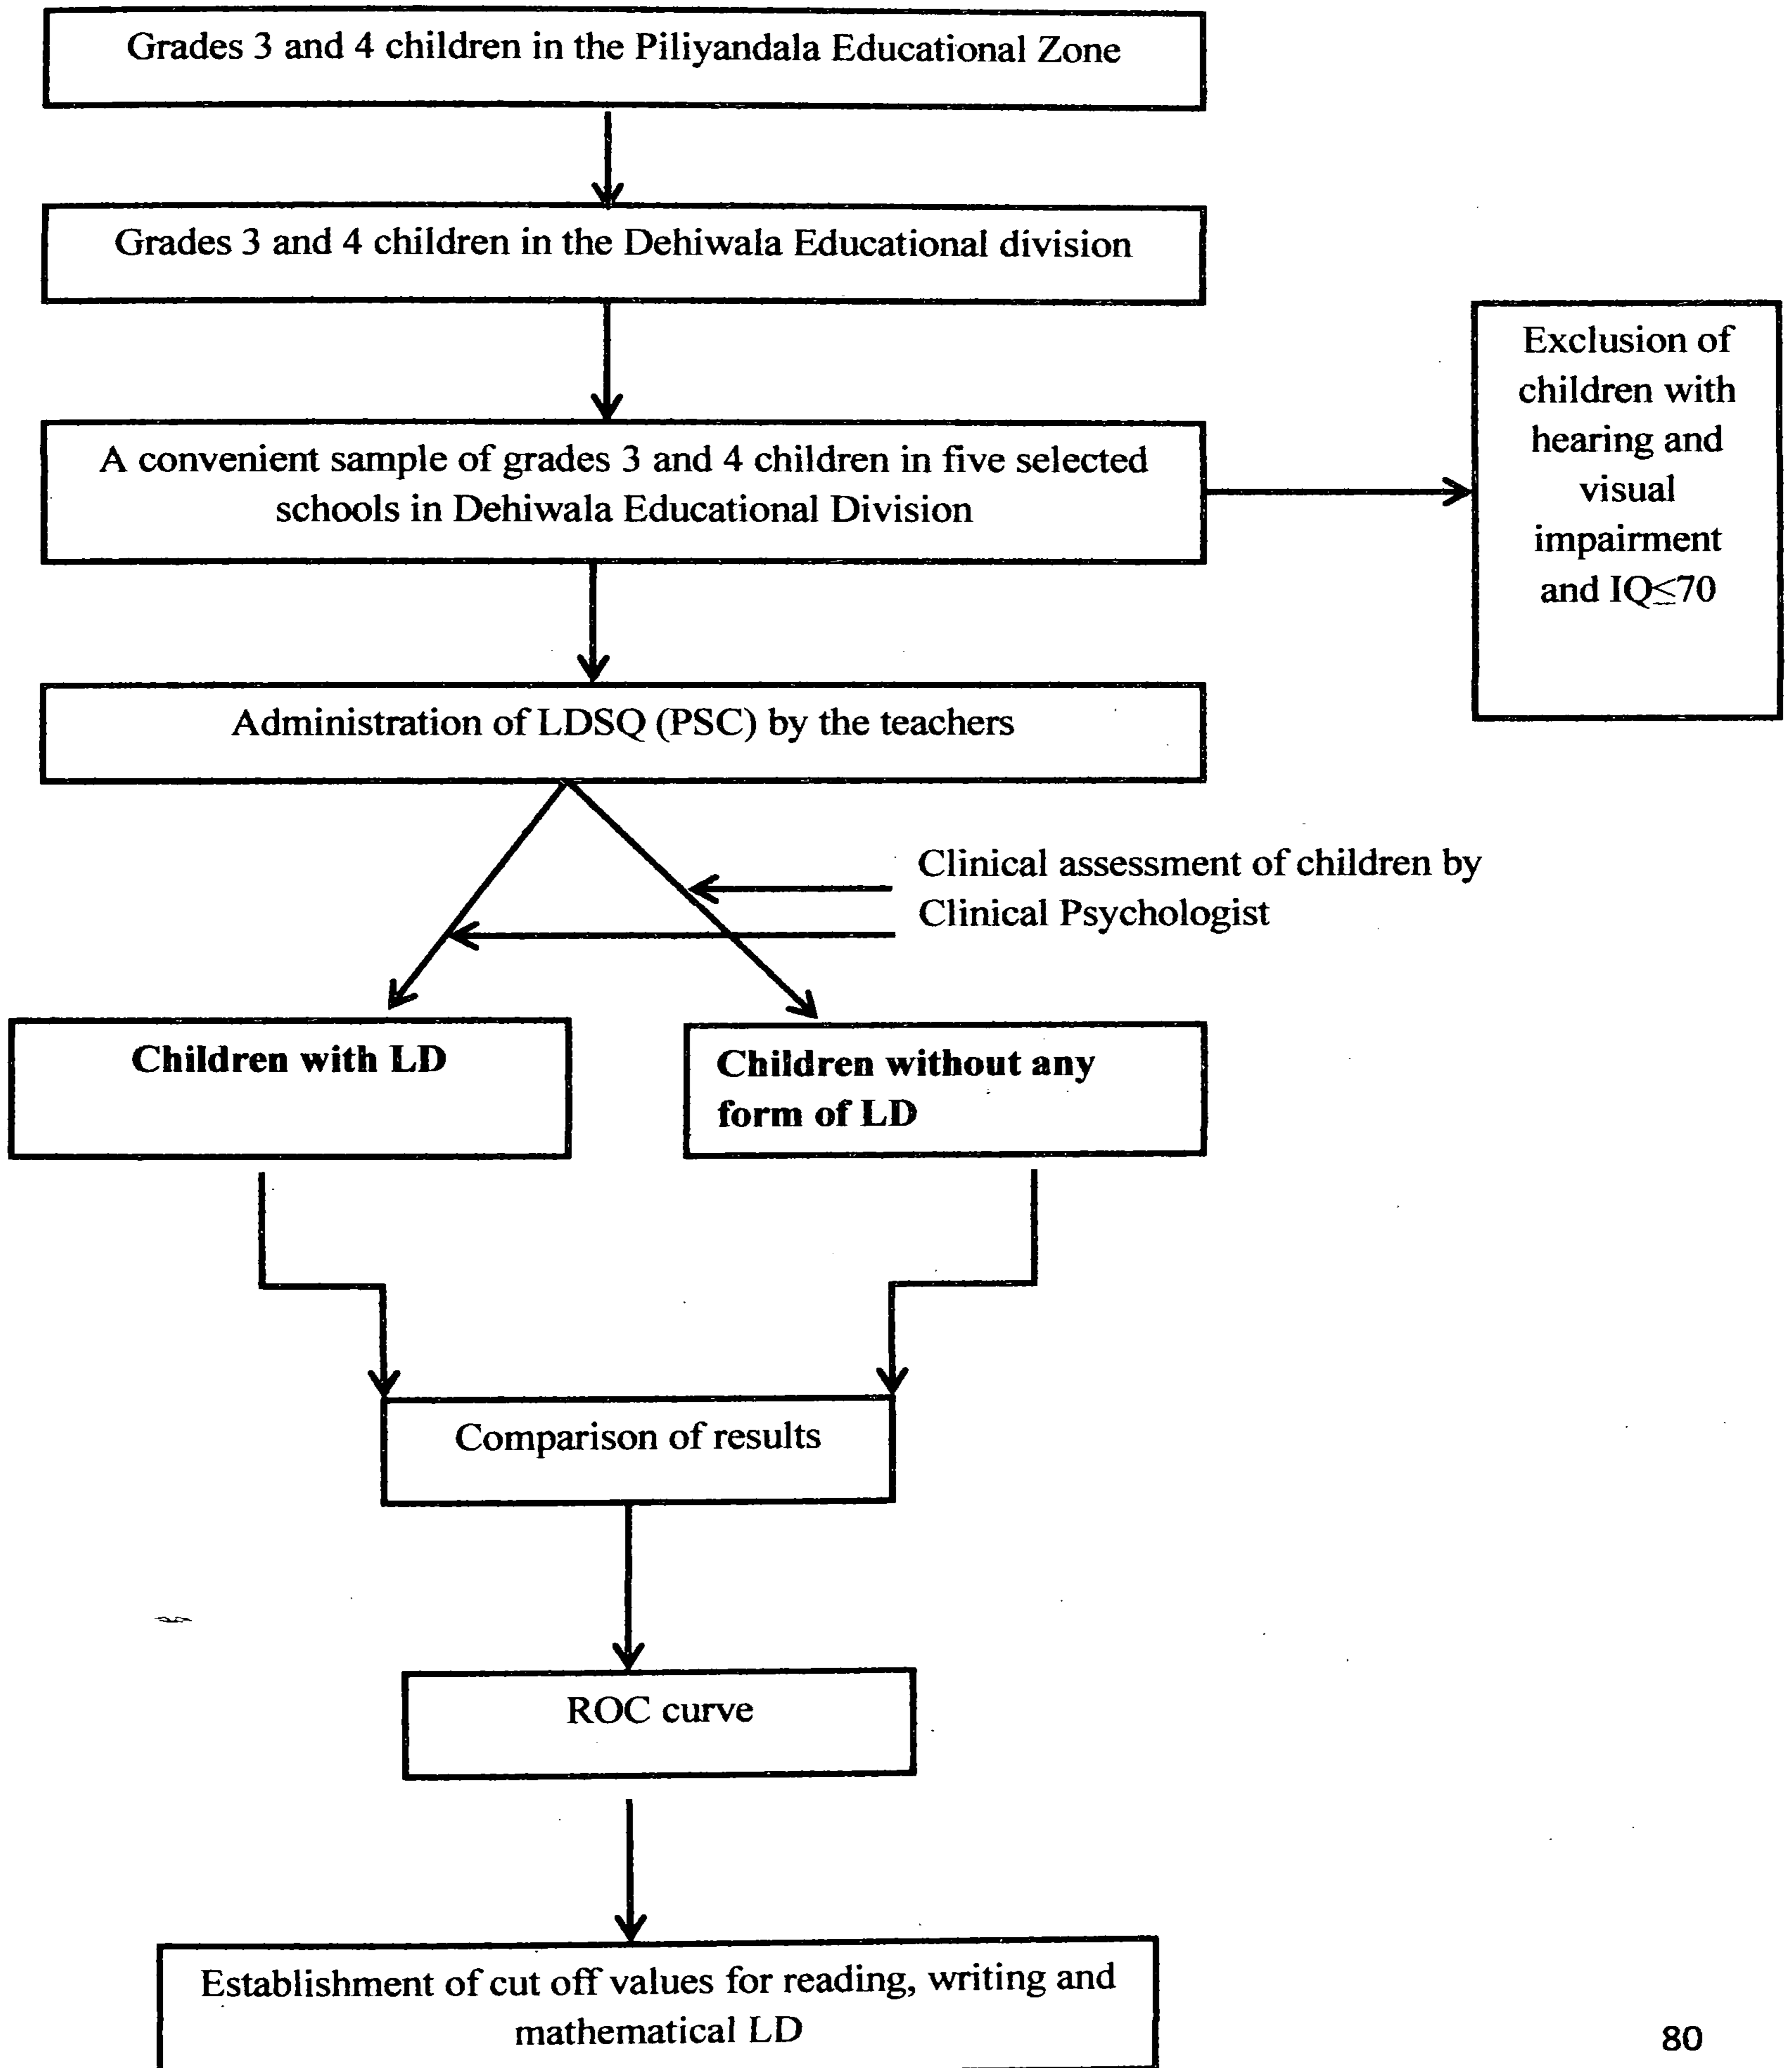 Grades 3 and 4 children in the Piliyandala Educational Zone
Grades 3 and 4 children in the Dehiwala Educational division
A convenient sample of grades 3 and 4 children in five selected
schools in Dehiwala Educational Division
Exclusion of
children with
hearing and
visual
impairment
and IQ≤70
Administration of LDSQ (PSC) by the teachers
Clinical assessment of children by
Clinical Psychologist
Children with LD
Children without any
form of LD
Comparison of results
ROC curve
Establishment of cut off values for reading, writing and
mathematical LD
80